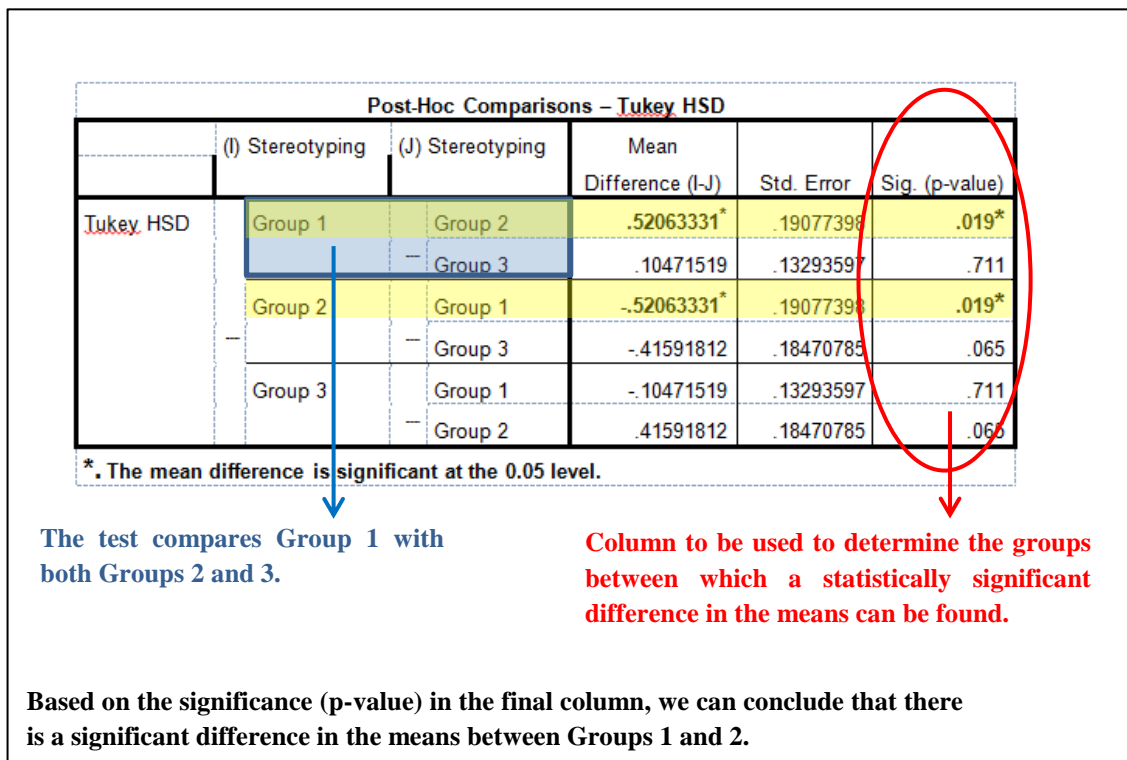 Post-Hoc Comparisons – Tukey HSD
(I) Stereotyping (J) Stereotyping Mean Difference (I-J) Std. Error Sig. (p-value)
Tukey HSD Group 1 Group 2 .52063331* .19077398 .019*
Group 3 .10471519 .13293597 .711
Group 2 Group 1 -.52063331* .19077398 .019*
Group 3 -.41591812 .18470785 .065
Group 3 Group 1 -.10471519 .13293597 .711
Group 2 .41591812 .18470785 .065
*. The mean difference is significant at the 0.05 level.
The test compares Group 1 with
both Groups 2 and 3.
Column to be used to determine the groups
between which a statistically significant
difference in the means can be found.
Based on the significance (p-value) in the final column, we can conclude that there
is a significant difference in the means between Groups 1 and 2.